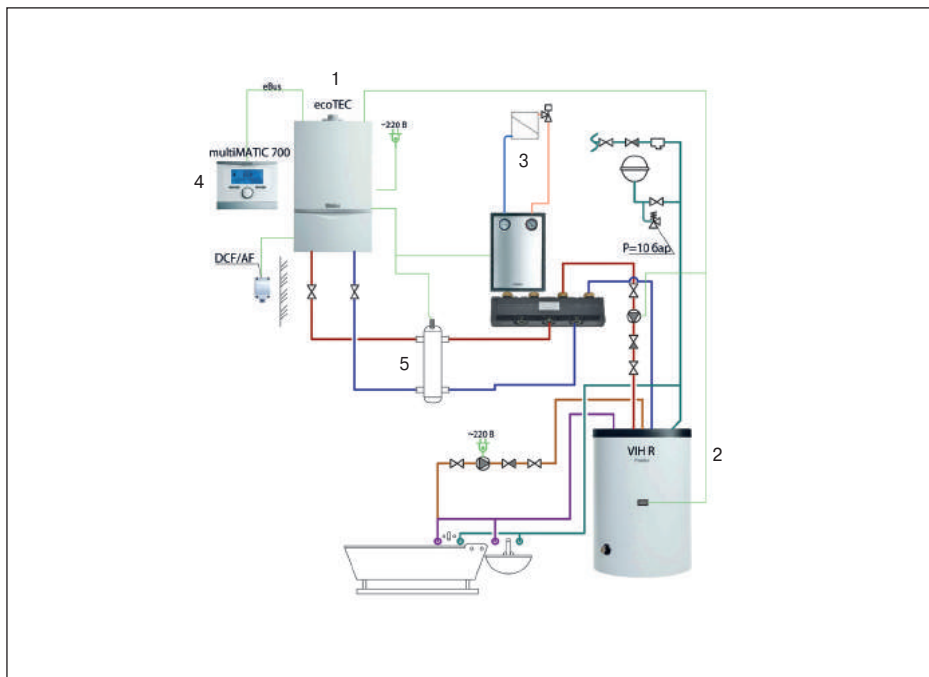 1
eBus
ecoTEC
~220 В
multiMATIC 700
4
3
P=10 бар
DCF/AF
5
~220 В
2
VIH R